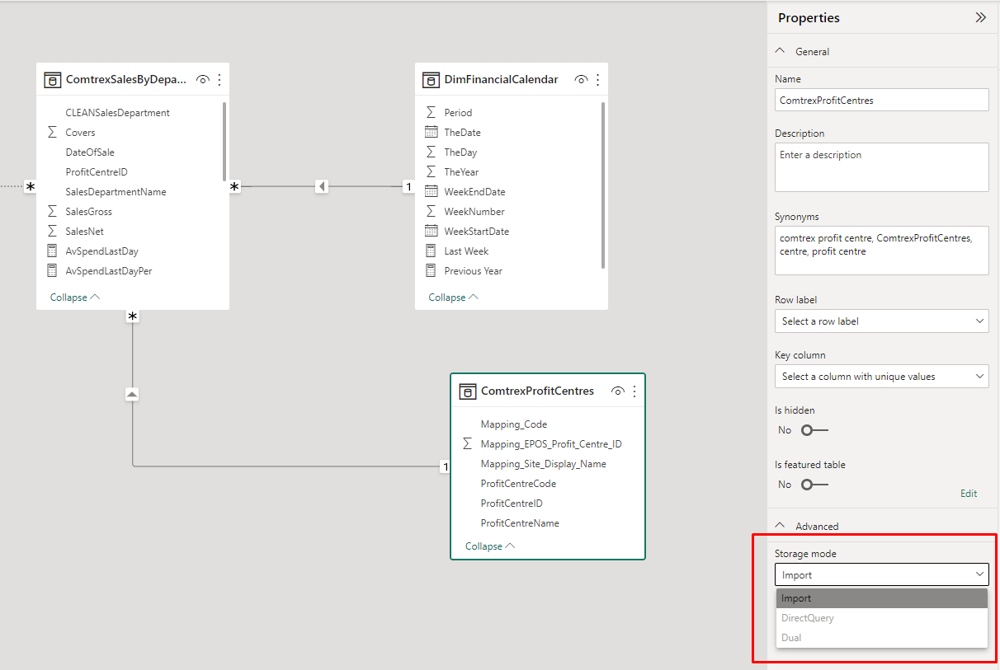 ComtrexSalesByDepa...
CLEANSalesDepartment
Covers
DateOfSale
ProfitCentreID
SalesDepartmentName
SalesGross
SalesNet
AvSpendLastDay
AvSpendLastDayPer
Collapse
*
*
*
1
DimFinancialCalendar
Period
TheDate
TheDay
TheYear
WeekEndDate
WeekNumber
WeekStartDate
Last Week
Previous Year
Collapse
1
ComtrexProfitCentres
Mapping_Code
Mapping_EPOS_Profit_Centre_ID
Mapping_Site_Display_Name
ProfitCentreCode
ProfitCentreID
ProfitCentreName
Collapse
Properties
General
Name
ComtrexProfitCentres
Description
Enter a description
Synonyms
comtrex profit centre, ComtrexProfitCentres,
centre, profit centre
Row label
Select a row label
Key column
Select a column with unique values
Is hidden
No
Is featured table
No
Edit
Advanced
Storage mode
Import
Import
DirectQuery
Dual